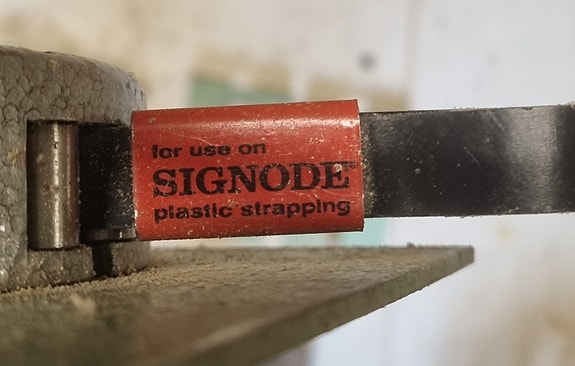 for use on
SIGNODE
plastic strapping